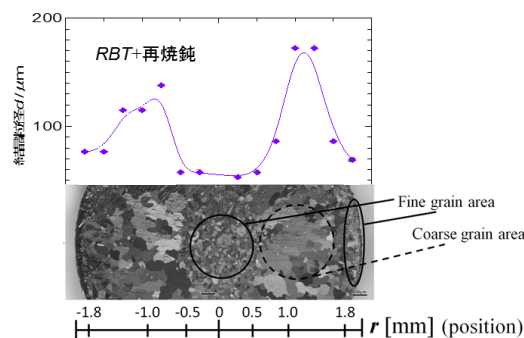 200
RBT+再焼鈍
100
結晶粒径d/μm
Fine grain area
Coarse grain area
-1.8 -1.0 -0.5 0 0.5 1.0 1.8
r [mm] (position)